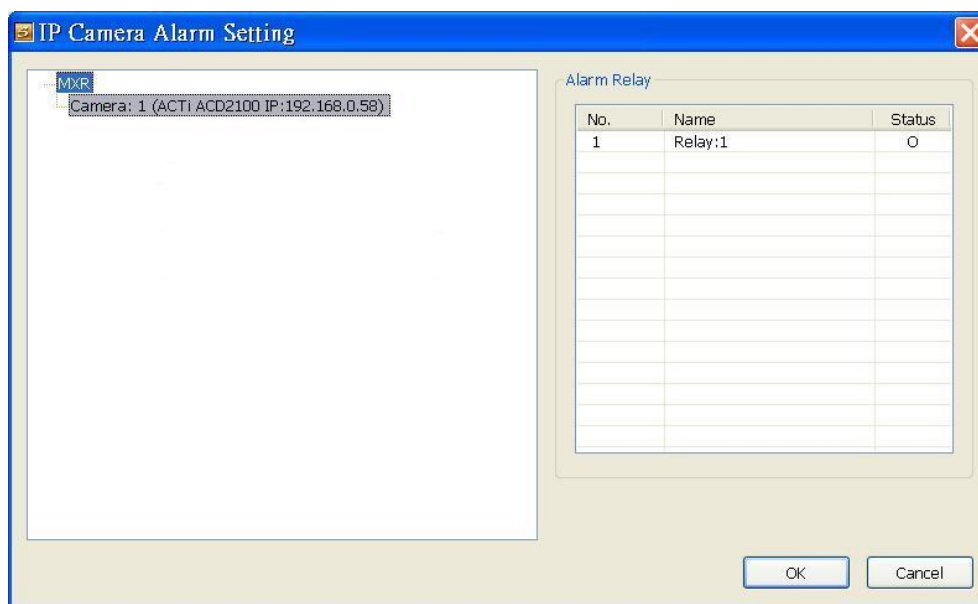 IP Camera Alarm Setting
MXR
Camera: 1 (ACTi ACD2100 IP:192.168.0.58)
Alarm Relay
No. Name Status
1 Relay:1 O
OK Cancel